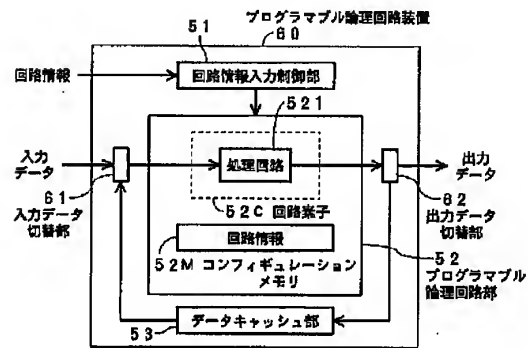 プログラマブル論理回路装置
60
51
回路情報
回路情報入力制御部
521
入力
データ
処理回路
出力
データ
61
入力データ
切替部
52C 回路素子
62
出力データ
切替部
回路情報
52M コンフィギュレーション
メモリ
52
プログラマブル
論理回路部
データキャッシュ部
53